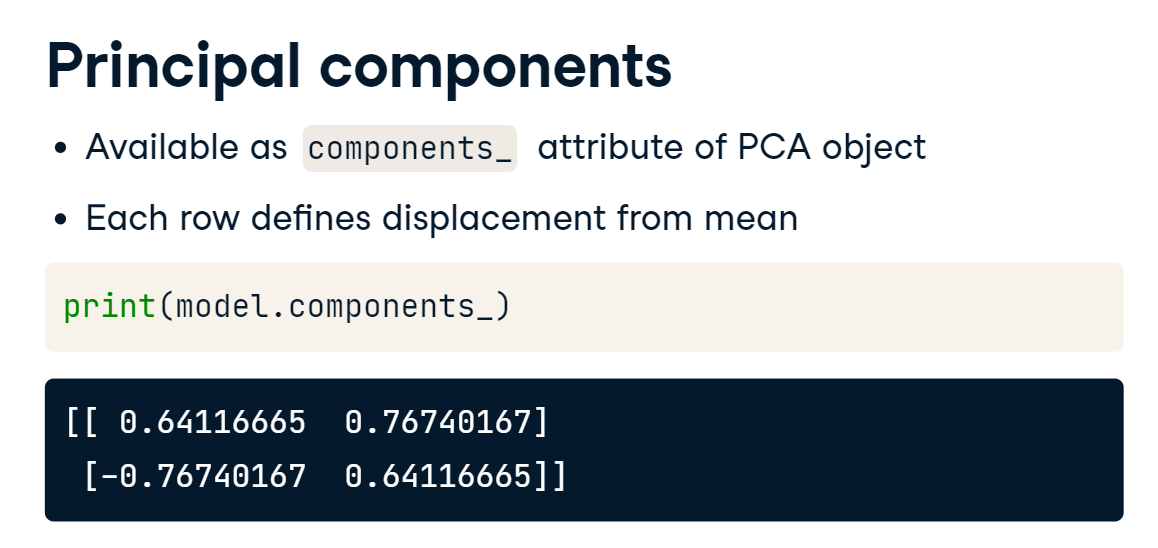 Principal components
• Available as components_ attribute of PCA object
• Each row defines displacement from mean
print(model.components_)
[[ 0.64116665  0.76740167]
 [-0.76740167  0.64116665]]